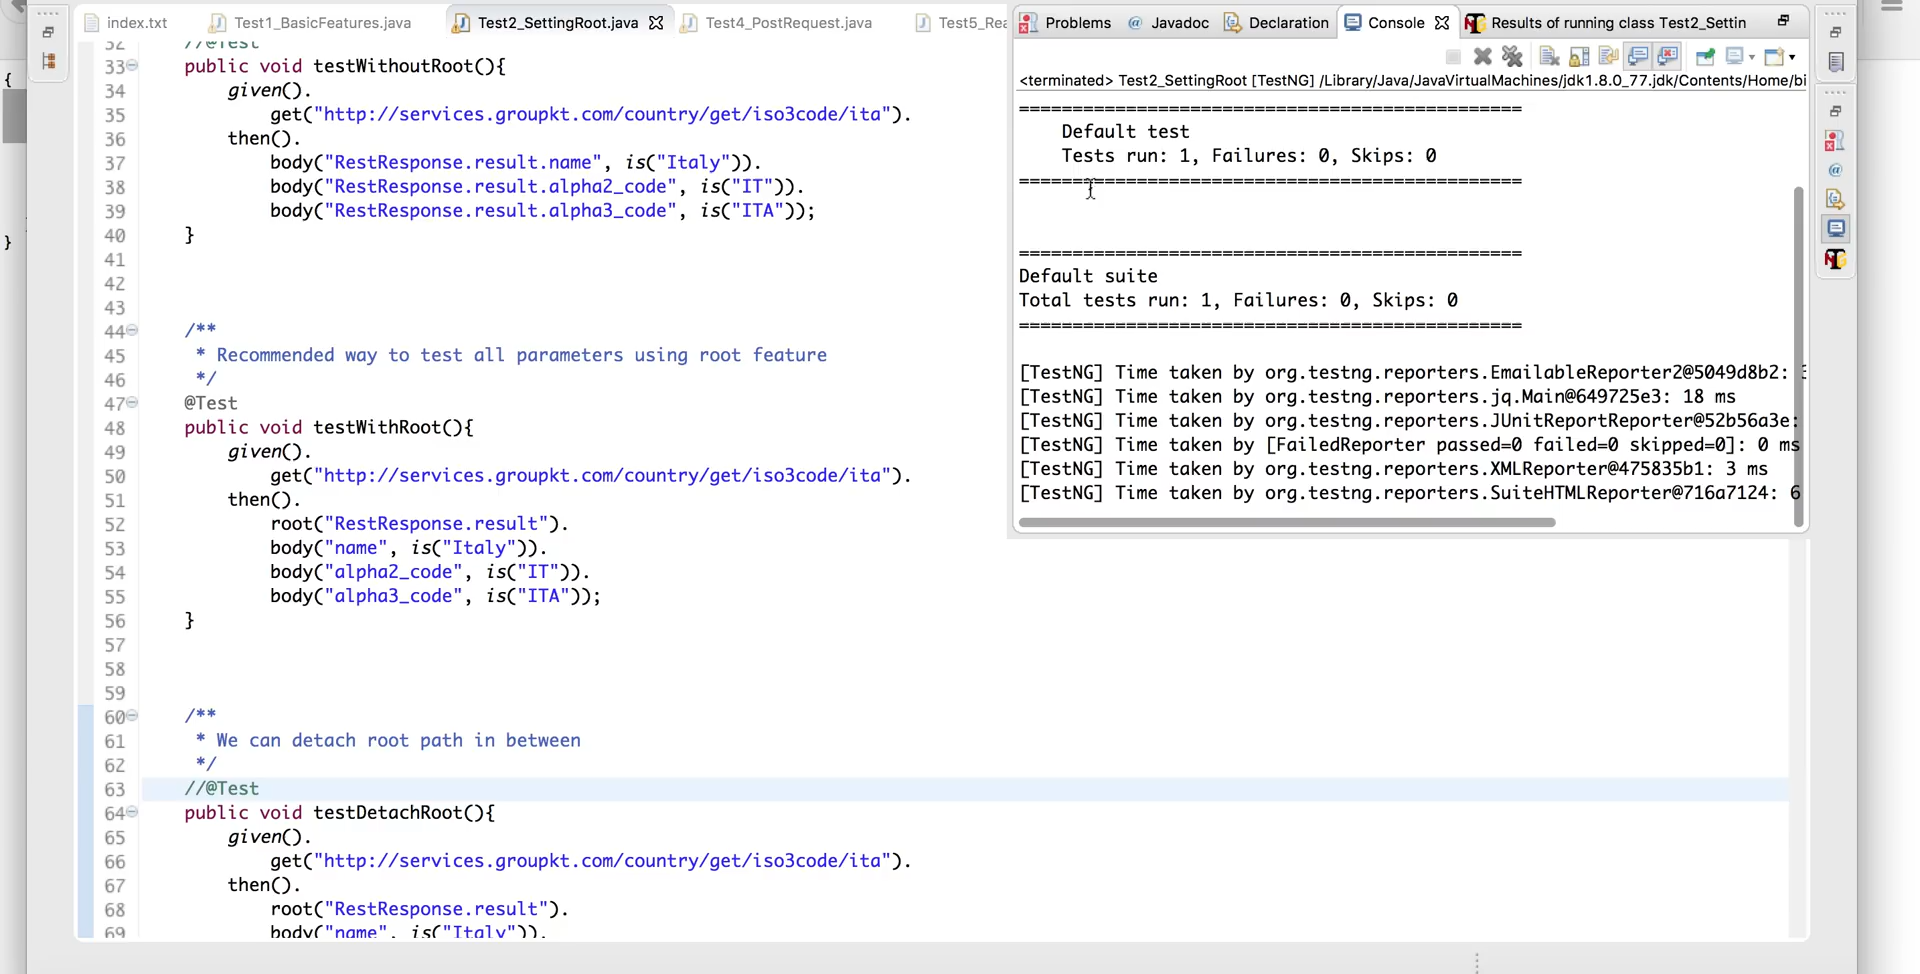 index.txt
Test1_BasicFeatures.java
Test2_SettingRoot.java
Test4_PostRequest.java
Test5_Rea
{
}
32 //@Test
33 public void testWithoutRoot(){
34 given().
35 get("http://services.groupkt.com/country/get/iso3code/ita").
36 then().
37 body("RestResponse.result.name", is("Italy")).
38 body("RestResponse.result.alpha2_code", is("IT")).
39 body("RestResponse.result.alpha3_code", is("ITA"));
40 }
41
42
43
44 /**
45 * Recommended way to test all parameters using root feature
46 */
47 @Test
48 public void testWithRoot(){
49 given().
50 get("http://services.groupkt.com/country/get/iso3code/ita").
51 then().
52 root("RestResponse.result").
53 body("name", is("Italy")).
54 body("alpha2_code", is("IT")).
55 body("alpha3_code", is("ITA"));
56 }
57
58
59
60 /**
61 * We can detach root path in between
62 */
63 //@Test
64 public void testDetachRoot(){
65 given().
66 get("http://services.groupkt.com/country/get/iso3code/ita").
67 then().
68 root("RestResponse.result").
69 body("name", is("Italy")).
Problems
Javadoc
Declaration
Console
Results of running class Test2_Settin
<terminated> Test2_SettingRoot [TestNG] /Library/Java/JavaVirtualMachines/jdk1.8.0_77.jdk/Contents/Home/bi
===============================================
Default test
Tests run: 1, Failures: 0, Skips: 0
===============================================
===============================================
Default suite
Total tests run: 1, Failures: 0, Skips: 0
===============================================
[TestNG] Time taken by org.testng.reporters.EmailableReporter2@5049d8b2:
[TestNG] Time taken by org.testng.reporters.jq.Main@649725e3: 18 ms
[TestNG] Time taken by org.testng.reporters.JUnitReportReporter@52b56a3e:
[TestNG] Time taken by [FailedReporter passed=0 failed=0 skipped=0]: 0 ms
[TestNG] Time taken by org.testng.reporters.XMLReporter@475835b1: 3 ms
[TestNG] Time taken by org.testng.reporters.SuiteHTMLReporter@716a7124: 6